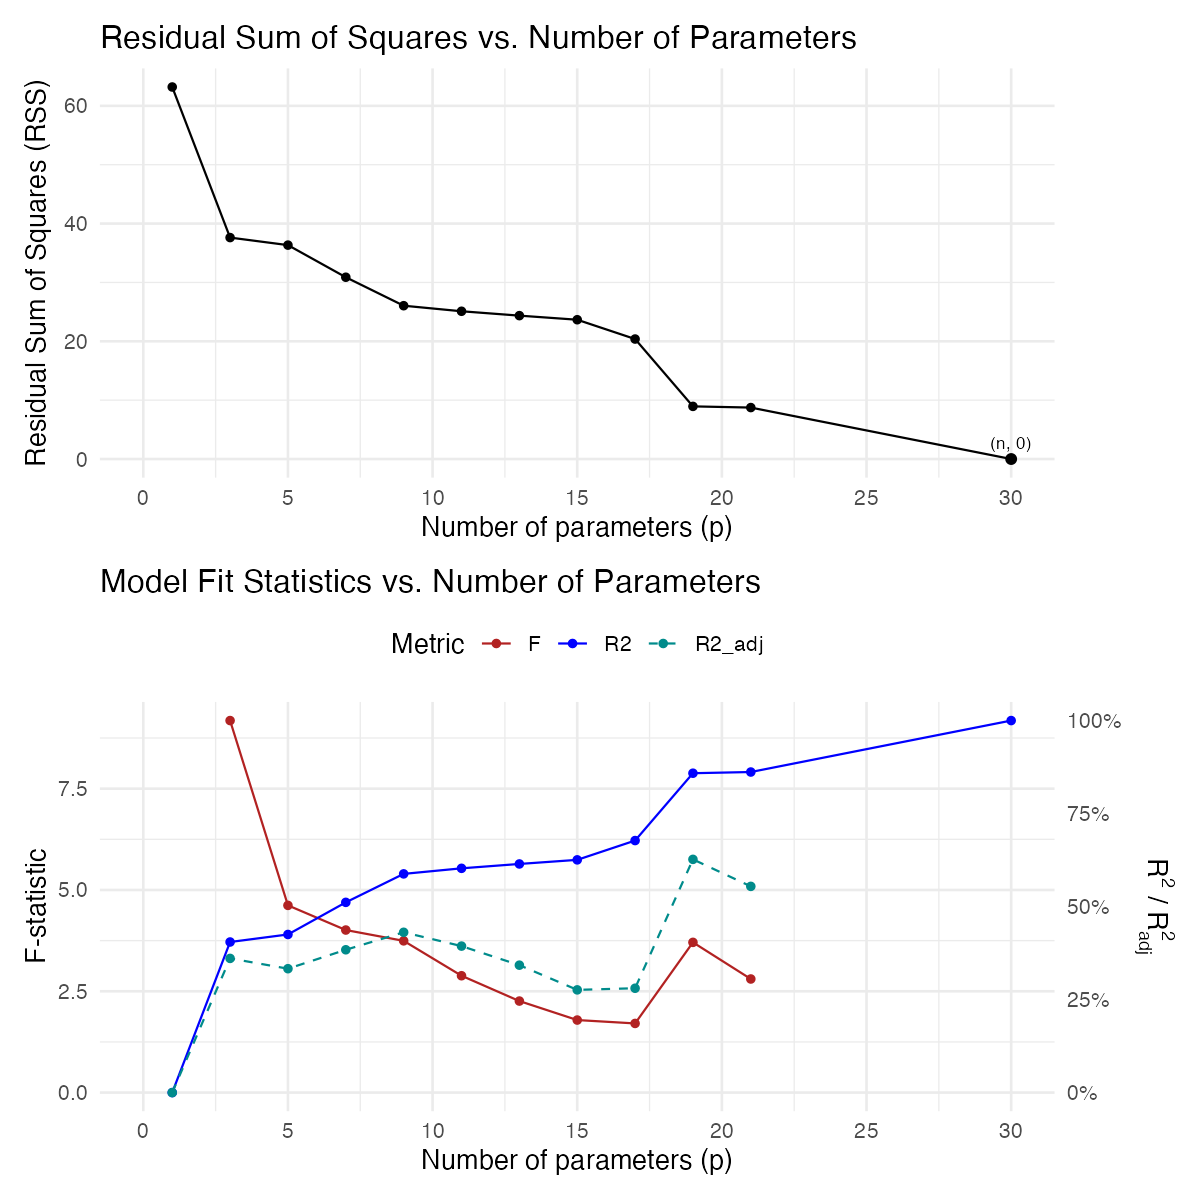 Residual Sum of Squares vs. Number of Parameters
Residual Sum of Squares (RSS)
60
40
20
0
(n, 0)
0 5 10 15 20 25 30
Number of parameters (p)
Model Fit Statistics vs. Number of Parameters
Metric F R2 R2_adj
F-statistic
7.5
5.0
2.5
0.0
100%
75%
50%
25%
0%
R² / R²adj
0 5 10 15 20 25 30
Number of parameters (p)